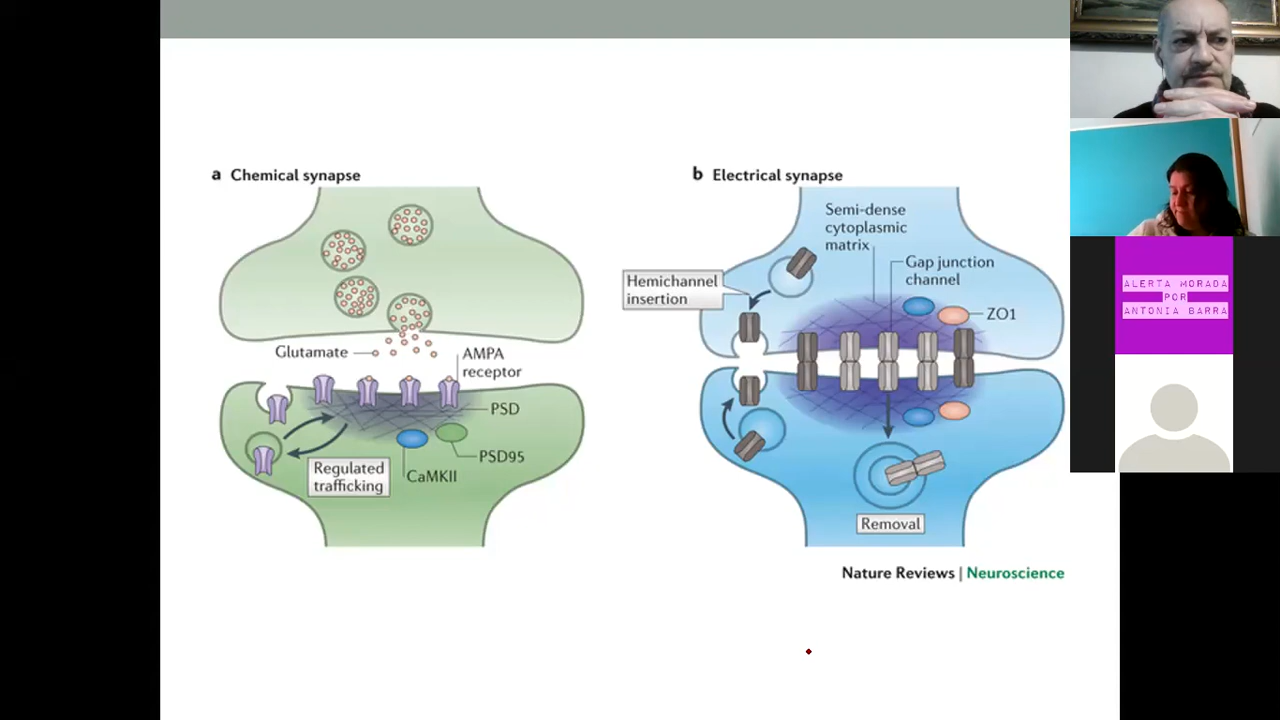 a Chemical synapse
Glutamate
AMPA
receptor
PSD
PSD95
CaMKII
Regulated
trafficking
b Electrical synapse
Semi-dense
cytoplasmic
matrix
Gap junction
channel
Hemichannel
insertion
ZO1
Removal
Nature Reviews | Neuroscience
ALERTA MORADA
POR
ANTONIA BARRA